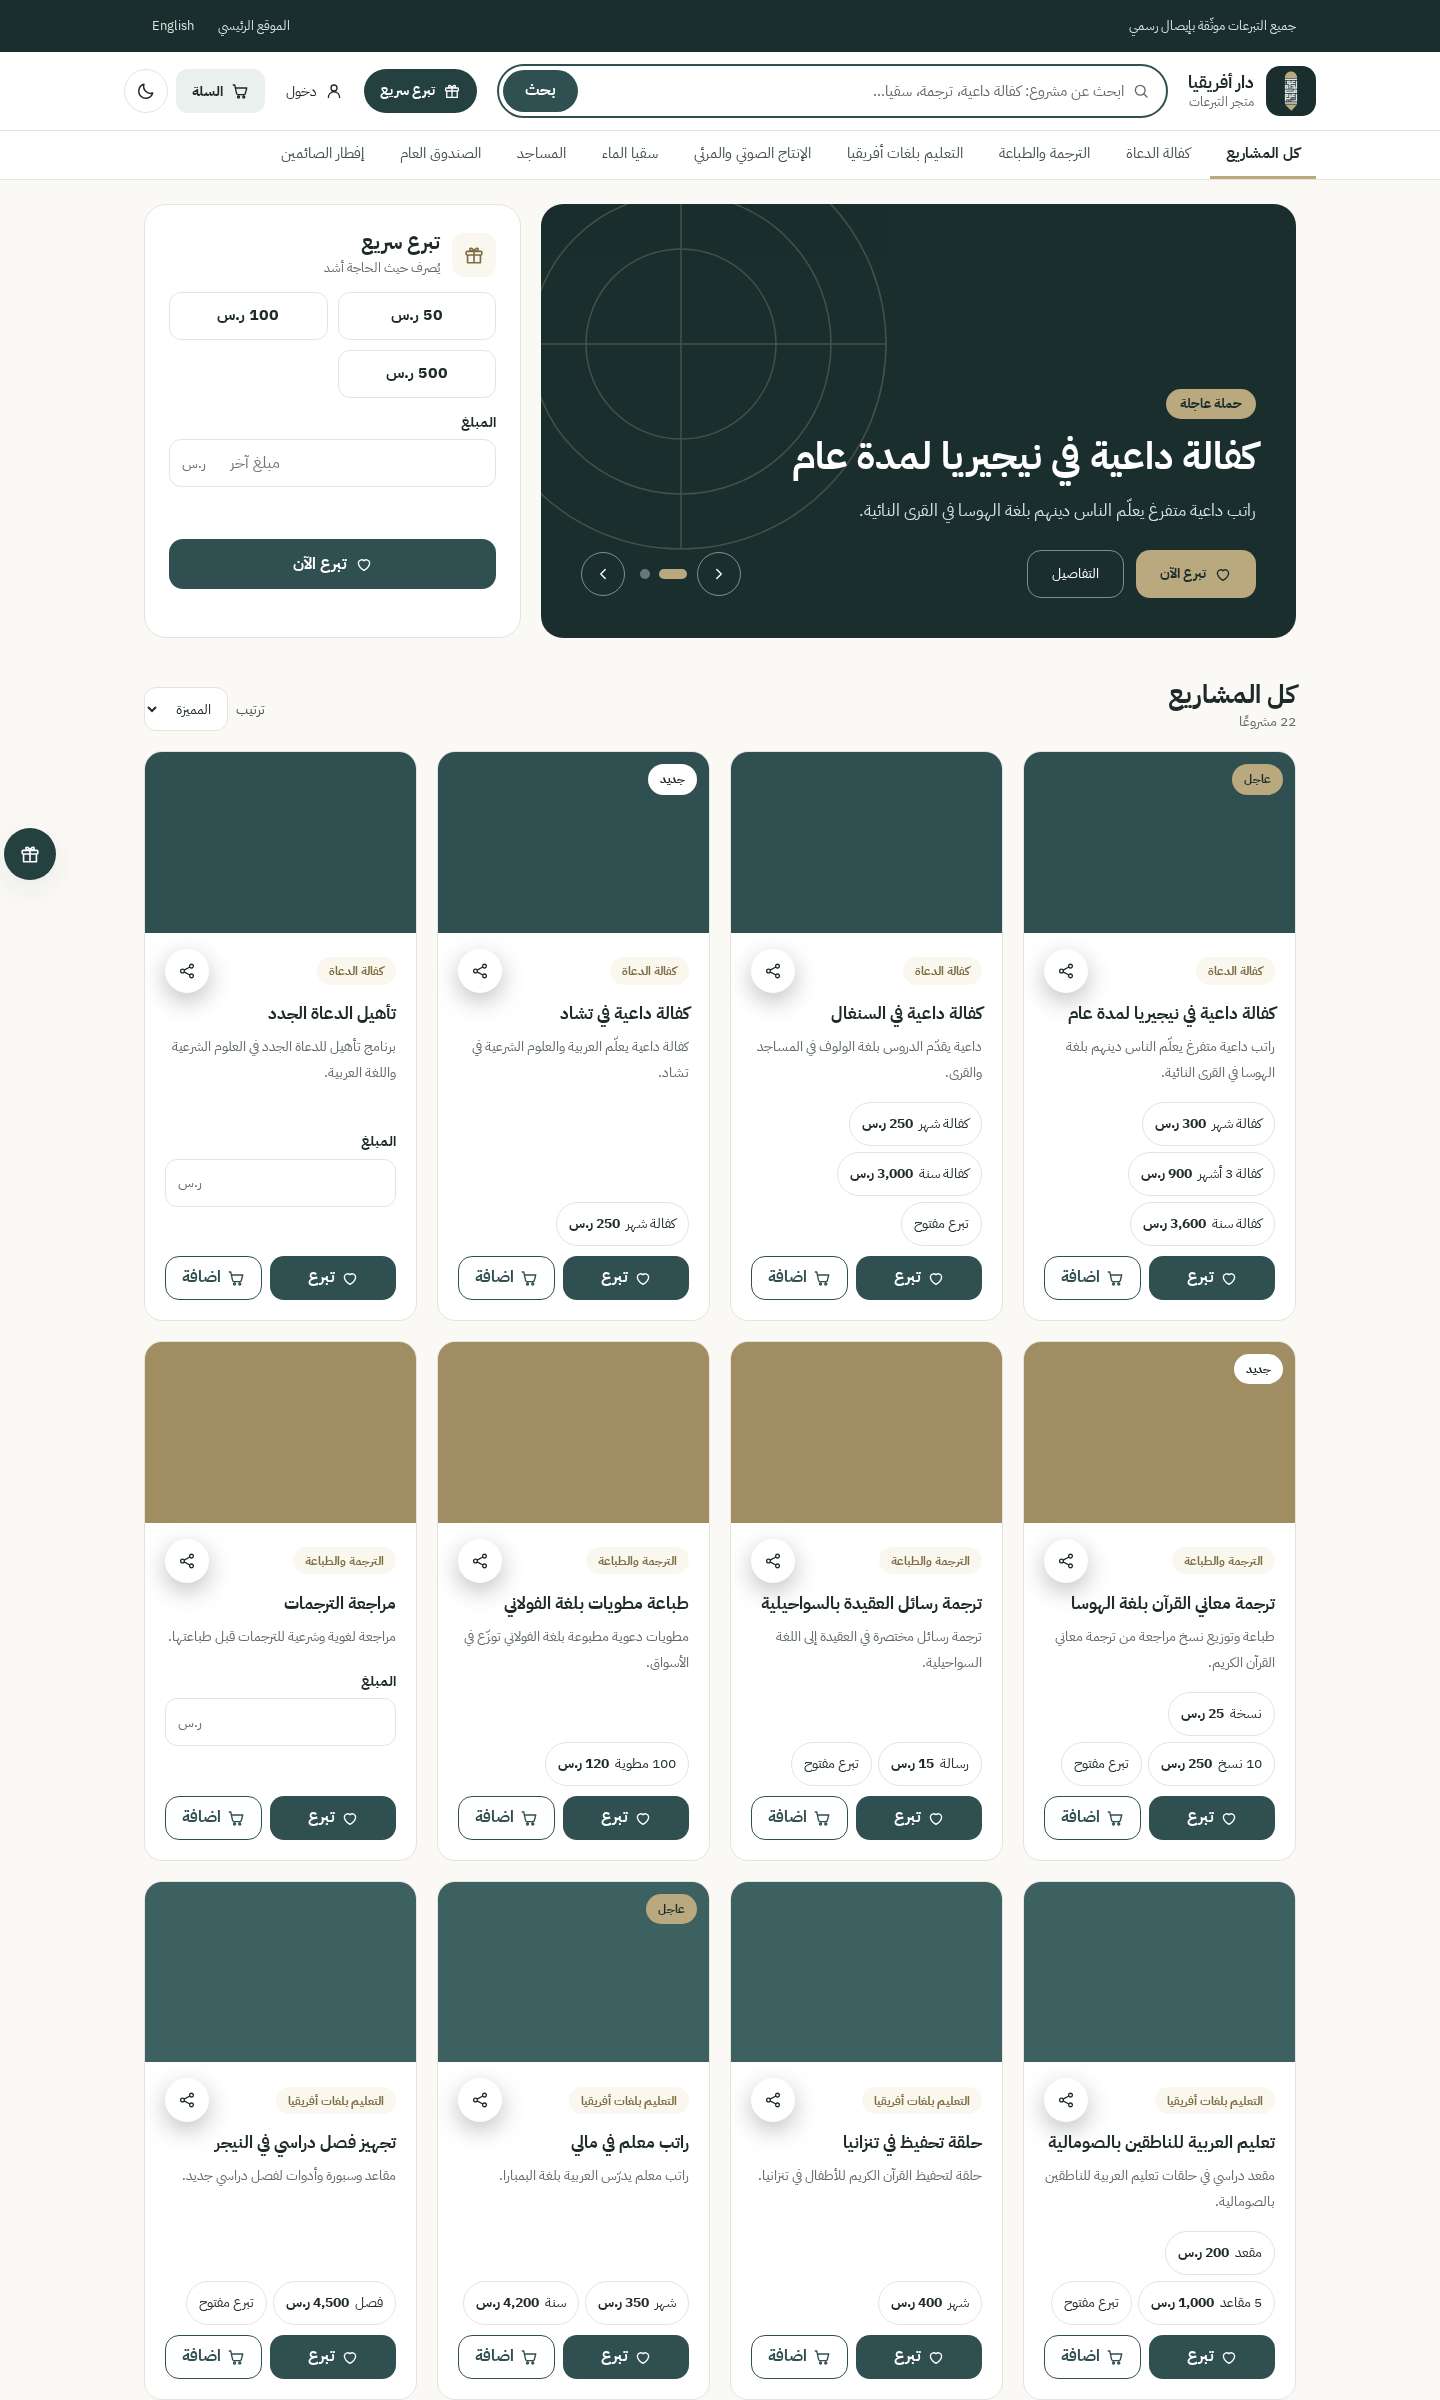 جميع التبرعات موثّقة بإيصال رسمي
الموقع الرئيسي
English
دار أفريقيا
متجر التبرعات
ابحث عن مشروع: كفالة داعية، ترجمة، سقيا...
بحث
تبرع سريع
دخول
السلة
كل المشاريع
كفالة الدعاة
الترجمة والطباعة
التعليم بلغات أفريقيا
الإنتاج الصوتي والمرئي
سقيا الماء
المساجد
الصندوق العام
إفطار الصائمين
حملة عاجلة
كفالة داعية في نيجيريا لمدة عام
راتب داعية متفرغ يعلّم الناس دينهم بلغة الهوسا في القرى النائية.
تبرع الآن
التفاصيل
تبرع سريع
يُصرف حيث الحاجة أشد
50 ر.س
100 ر.س
500 ر.س
المبلغ
مبلغ آخر
ر.س
تبرع الآن
كل المشاريع
22 مشروعًا
ترتيب
المميزة
عاجل
كفالة الدعاة
كفالة داعية في نيجيريا لمدة عام
راتب داعية متفرغ يعلّم الناس دينهم بلغة
الهوسا في القرى النائية.
كفالة شهر 300 ر.س
كفالة 3 أشهر 900 ر.س
كفالة سنة 3,600 ر.س
تبرع
اضافة
كفالة الدعاة
كفالة داعية في السنغال
داعية يقدّم الدروس بلغة الولوف في المساجد
والقرى.
كفالة شهر 250 ر.س
كفالة سنة 3,000 ر.س
تبرع مفتوح
تبرع
اضافة
جديد
كفالة الدعاة
كفالة داعية في تشاد
كفالة داعية يعلّم العربية والعلوم الشرعية في
تشاد.
كفالة شهر 250 ر.س
تبرع
اضافة
كفالة الدعاة
تأهيل الدعاة الجدد
برنامج تأهيل للدعاة الجدد في العلوم الشرعية
واللغة العربية.
المبلغ
ر.س
تبرع
اضافة
جديد
الترجمة والطباعة
ترجمة معاني القرآن بلغة الهوسا
طباعة وتوزيع نسخ مراجعة من ترجمة معاني
القرآن الكريم.
نسخة 25 ر.س
10 نسخ 250 ر.س
تبرع مفتوح
تبرع
اضافة
الترجمة والطباعة
ترجمة رسائل العقيدة بالسواحيلية
ترجمة رسائل مختصرة في العقيدة إلى اللغة
السواحيلية.
رسالة 15 ر.س
تبرع مفتوح
تبرع
اضافة
الترجمة والطباعة
طباعة مطويات بلغة الفولاني
مطويات دعوية مطبوعة بلغة الفولاني توزّع في
الأسواق.
100 مطوية 120 ر.س
تبرع
اضافة
الترجمة والطباعة
مراجعة الترجمات
مراجعة لغوية وشرعية للترجمات قبل طباعتها.
المبلغ
ر.س
تبرع
اضافة
التعليم بلغات أفريقيا
تعليم العربية للناطقين بالصومالية
مقعد دراسي في حلقات تعليم العربية للناطقين
بالصومالية.
مقعد 200 ر.س
5 مقاعد 1,000 ر.س
تبرع مفتوح
تبرع
اضافة
التعليم بلغات أفريقيا
حلقة تحفيظ في تنزانيا
حلقة لتحفيظ القرآن الكريم للأطفال في تنزانيا.
شهر 400 ر.س
تبرع
اضافة
عاجل
التعليم بلغات أفريقيا
راتب معلم في مالي
راتب معلم يدرّس العربية بلغة البمبارا.
شهر 350 ر.س
سنة 4,200 ر.س
تبرع
اضافة
التعليم بلغات أفريقيا
تجهيز فصل دراسي في النيجر
مقاعد وسبورة وأدوات لفصل دراسي جديد.
فصل 4,500 ر.س
تبرع مفتوح
تبرع
اضافة